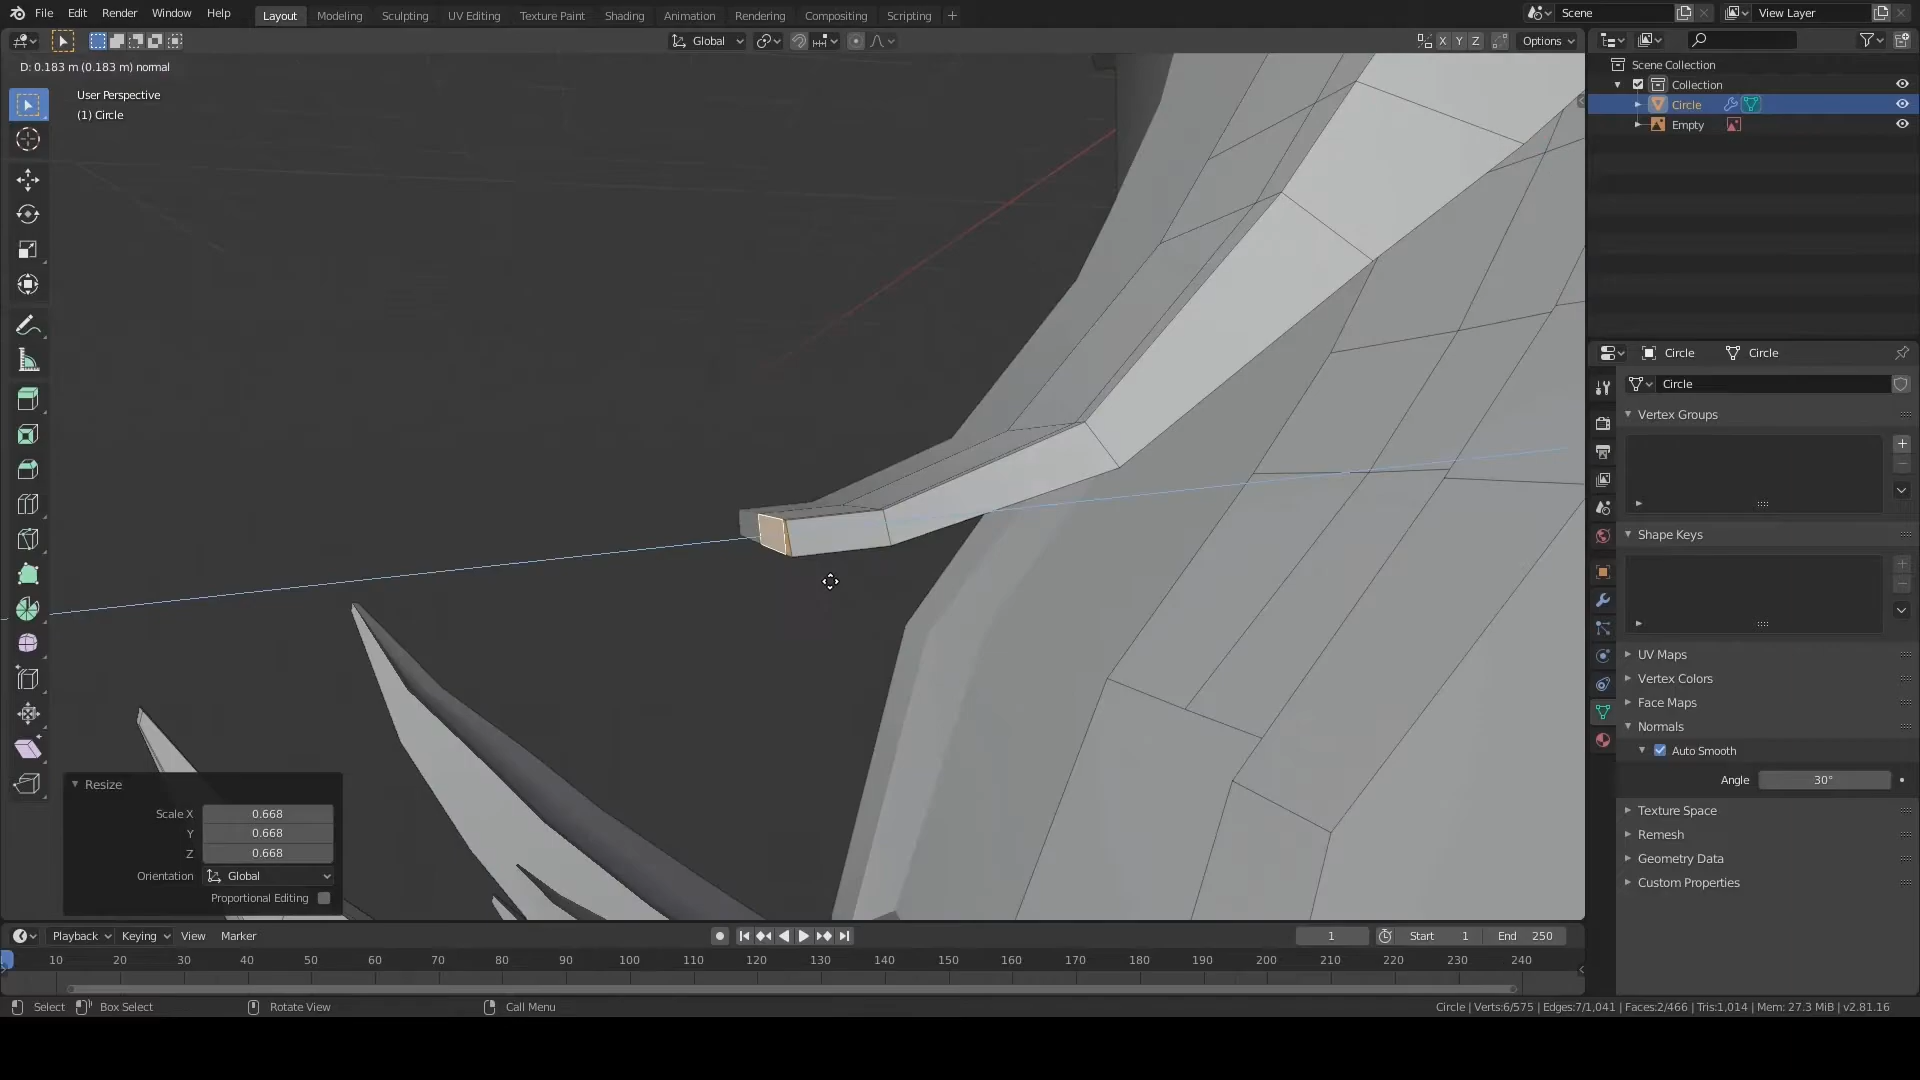 File Edit Render Window Help Layout Modeling Sculpting UV Editing Texture Paint Shading Animation Rendering Compositing Scripting + Scene View Layer
Global X Y Z Options
D: 0.183 m (0.183 m) normal
User Perspective
(1) Circle
Scene Collection
Collection
Circle
Empty
Circle Circle
Circle
Vertex Groups
Shape Keys
UV Maps
Vertex Colors
Face Maps
Normals
Auto Smooth
Angle 30°
Texture Space
Remesh
Geometry Data
Custom Properties
Resize
Scale X 0.668
Y 0.668
Z 0.668
Orientation Global
Proportional Editing
Playback Keying View Marker 1 Start 1 End 250
10 20 30 40 50 60 70 80 90 100 110 120 130 140 150 160 170 180 190 200 210 220 230 240
Select Box Select Rotate View Call Menu Circle | Verts:6/575 | Edges:7/1,041 | Faces:2/466 | Tris:1,014 | Mem: 27.3 MiB | v2.81.16